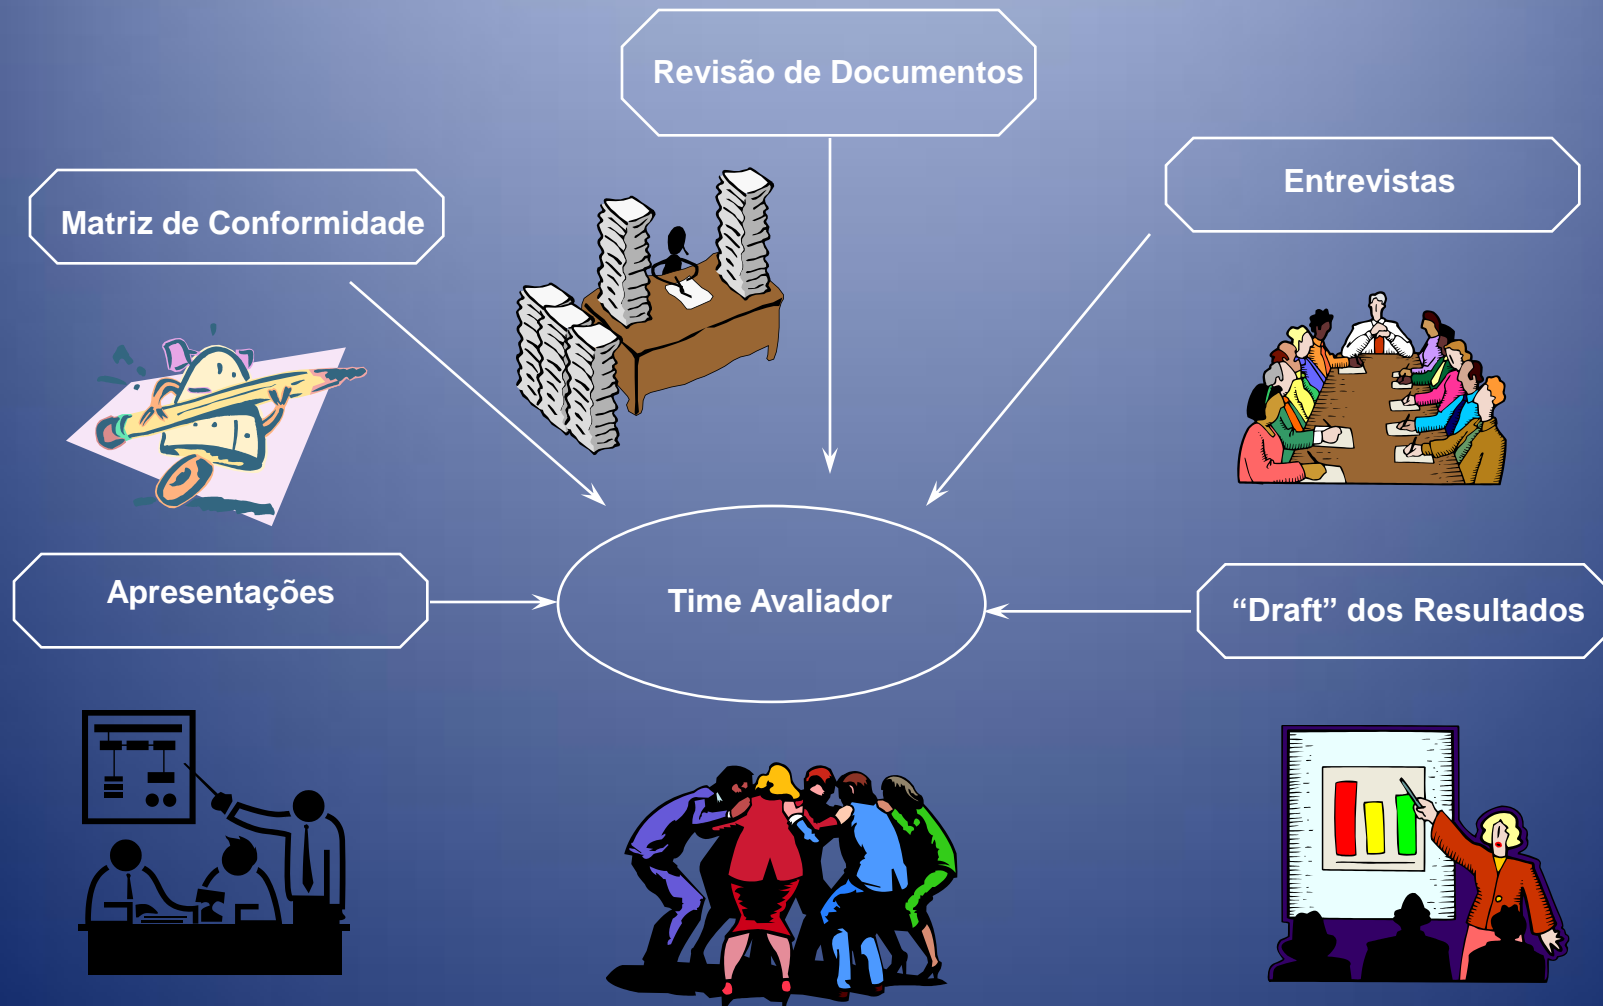 Revisão de Documentos
Matriz de Conformidade
Entrevistas
Apresentações
Time Avaliador
“Draft” dos Resultados